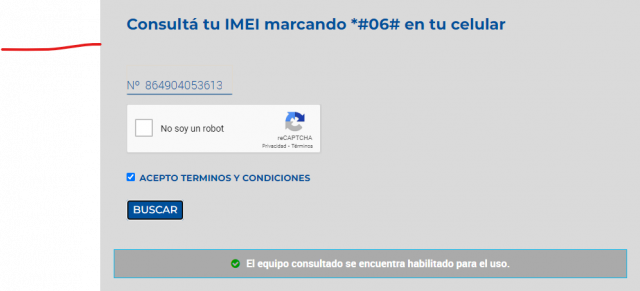 Consultá tu IMEI marcando *#06# en tu celular
Nº 864904053613
No soy un robot
reCAPTCHA
Privacidad - Términos
ACEPTO TERMINOS Y CONDICIONES
BUSCAR
El equipo consultado se encuentra habilitado para el uso.